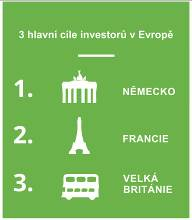 3 hlavní cíle investorů v Evropě
1. NĚMECKO
2. FRANCIE
3. VELKÁ
BRITÁNIE